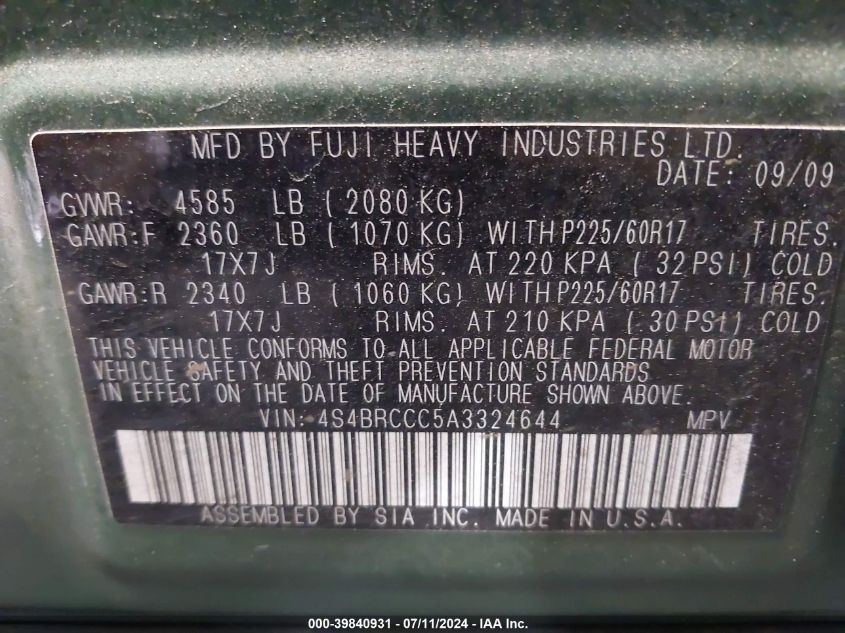 MFD BY FUJI HEAVY INDUSTRIES LTD.
DATE: 09/09
GVWR: 4585 LB ( 2080 KG)
GAWR:F 2360 LB ( 1070 KG) WITH P225/60R17 TIRES.
17X7J RIMS. AT 220 KPA ( 32 PSI) COLD
GAWR:R 2340 LB ( 1060 KG) WITH P225/60R17 TIRES.
17X7J RIMS. AT 210 KPA ( 30 PSI) COLD
THIS VEHICLE CONFORMS TO ALL APPLICABLE FEDERAL MOTOR
VEHICLE SAFETY AND THEFT PREVENTION STANDARDS
IN EFFECT ON THE DATE OF MANUFACTURE SHOWN ABOVE.
VIN: 4S4BRCCC5A3324644 MPV
ASSEMBLED BY SIA INC. MADE IN U.S.A.
000-39840931 - 07/11/2024 - IAA Inc.